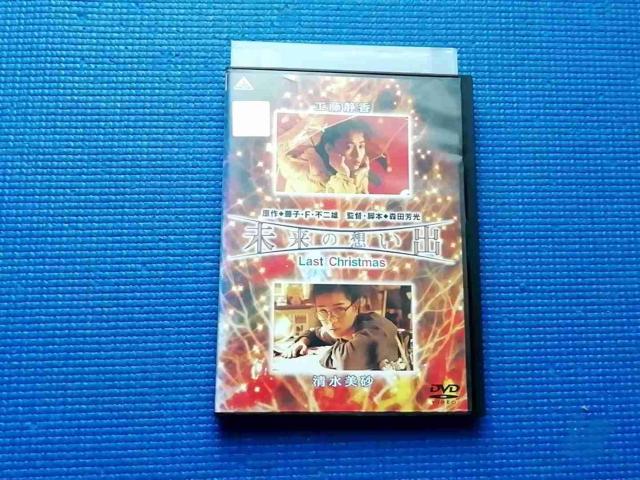 工藤静香
原作◆藤子・F・不二雄 監督・脚本◆森田芳光
未来の想い出
Last Christmas
清水美砂
DVD
VIDEO